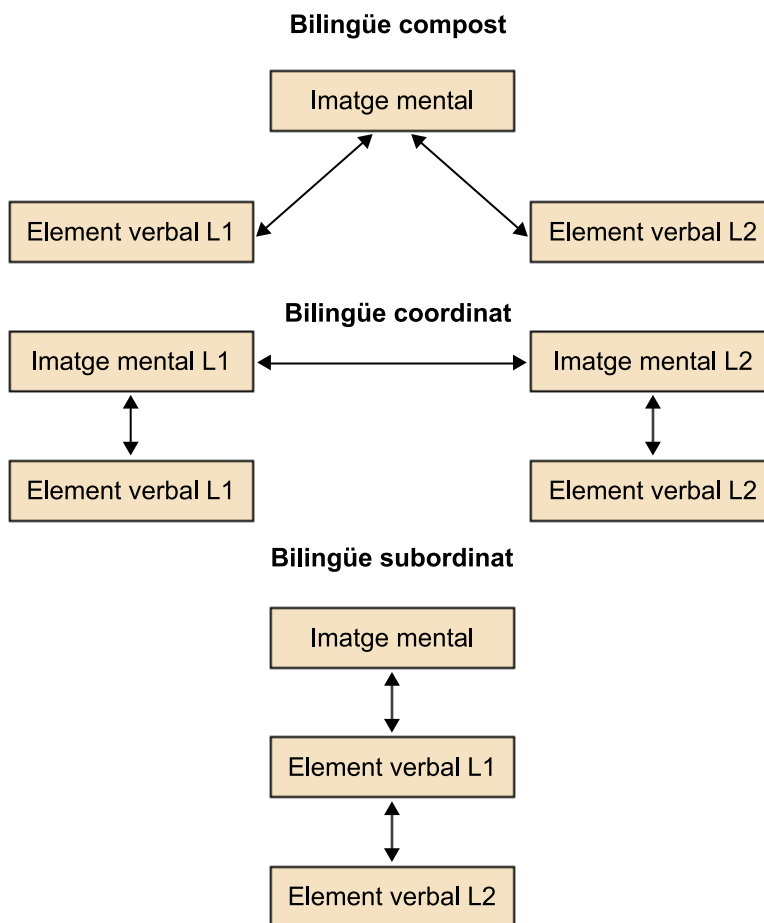 Bilingüe compost
Imatge mental
Element verbal L1
Element verbal L2
Bilingüe coordinat
Imatge mental L1
Imatge mental L2
Element verbal L1
Element verbal L2
Bilingüe subordinat
Imatge mental
Element verbal L1
Element verbal L2